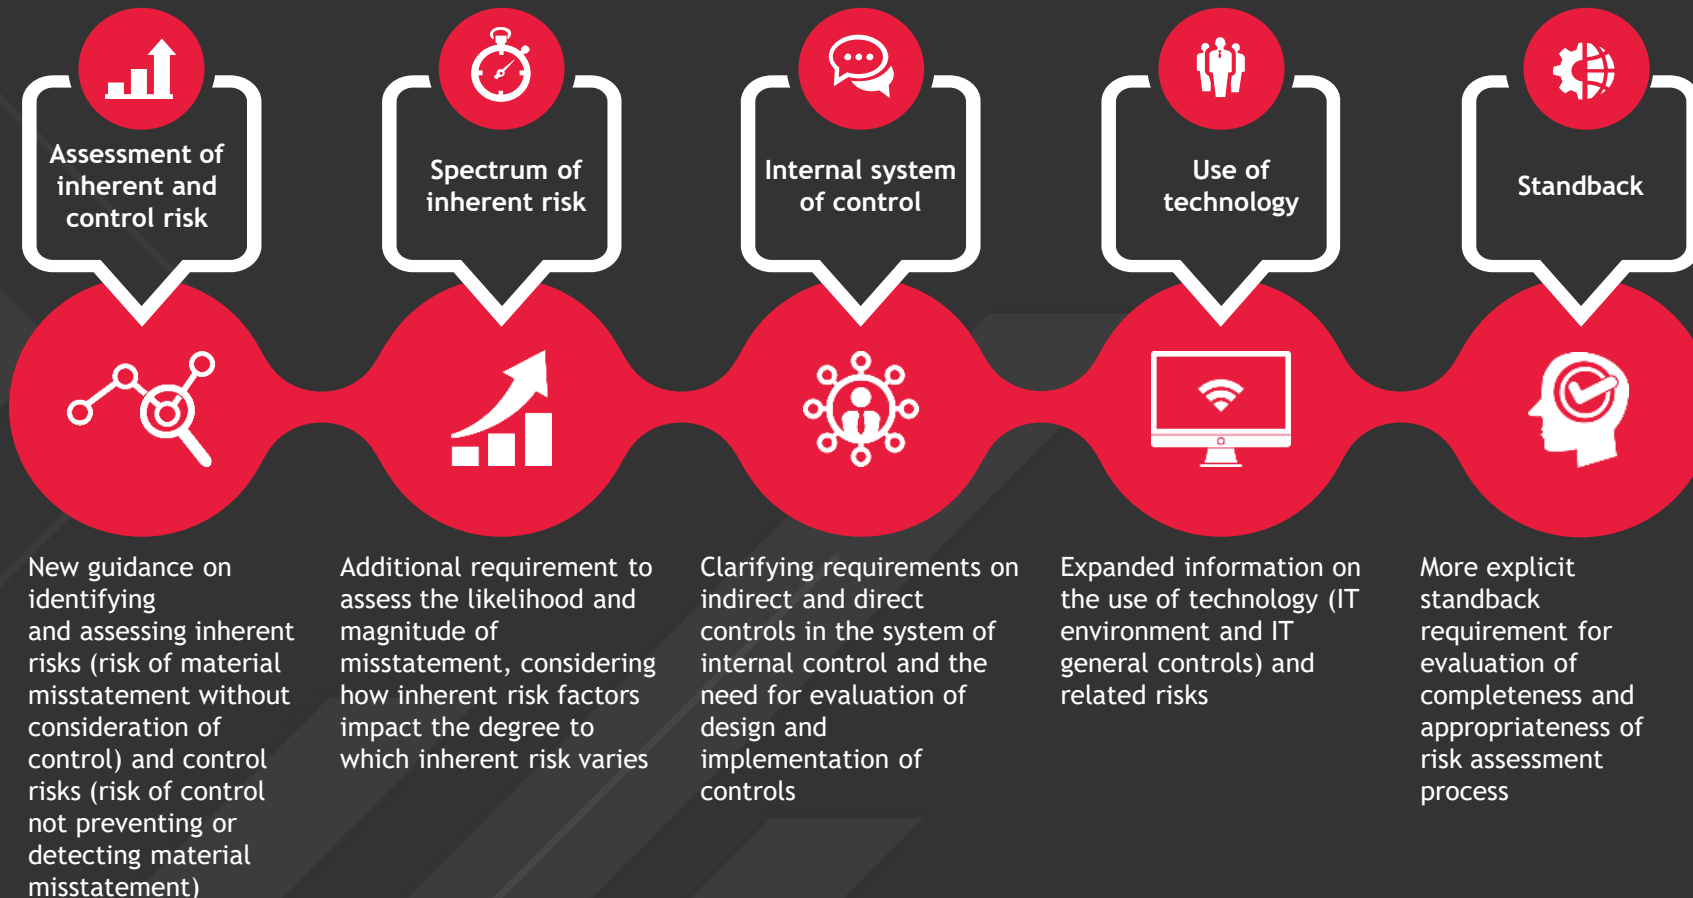 Assessment of
inherent and
control risk
Spectrum of
inherent risk
Internal system
of control
Use of
technology
Standback
New guidance on
identifying
and assessing inherent
risks (risk of material
misstatement without
consideration of
control) and control
risks (risk of control
not preventing or
detecting material
misstatement)
Additional requirement to
assess the likelihood and
magnitude of
misstatement, considering
how inherent risk factors
impact the degree to
which inherent risk varies
Clarifying requirements on
indirect and direct
controls in the system of
internal control and the
need for evaluation of
design and
implementation of
controls
Expanded information on
the use of technology (IT
environment and IT
general controls) and
related risks
More explicit
standback
requirement for
evaluation of
completeness and
appropriateness of
risk assessment
process